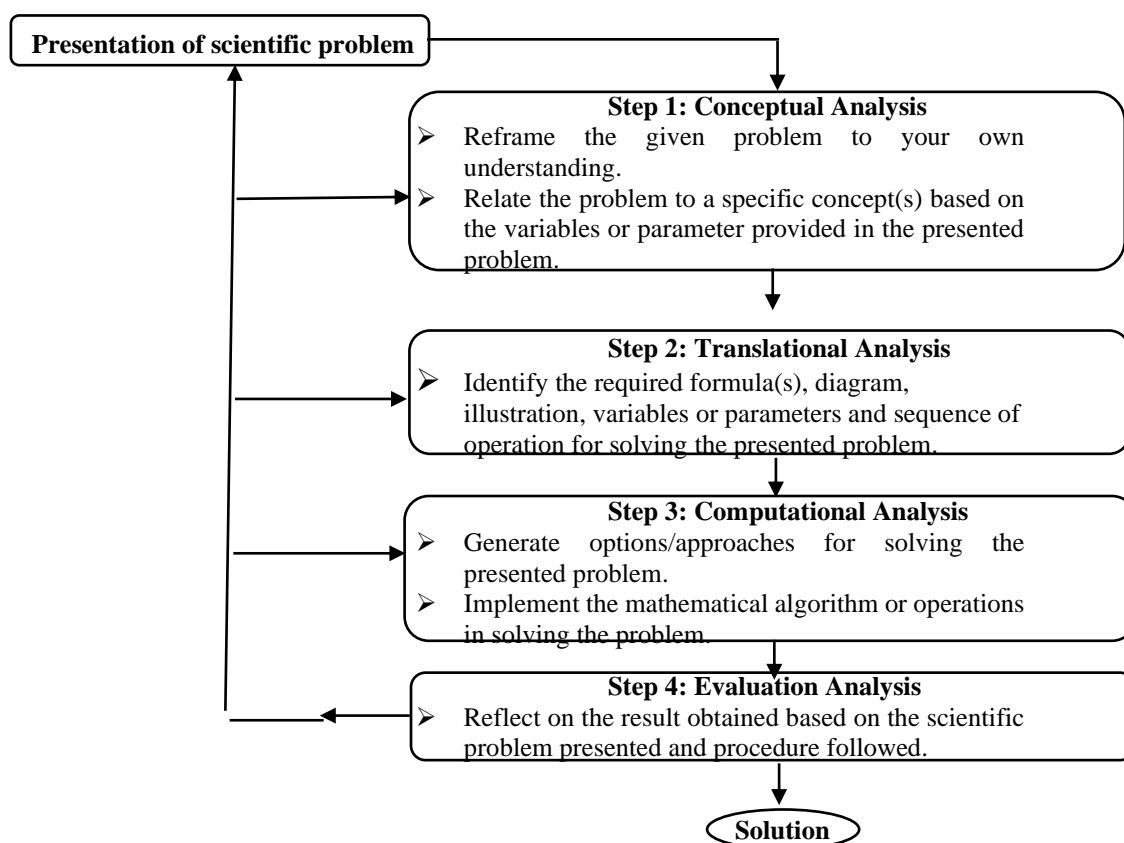 Presentation of scientific problem
Step 1: Conceptual Analysis
➢ Reframe the given problem to your own
understanding.
➢ Relate the problem to a specific concept(s) based on
the variables or parameter provided in the presented
problem.
Step 2: Translational Analysis
➢ Identify the required formula(s), diagram,
illustration, variables or parameters and sequence of
operation for solving the presented problem.
Step 3: Computational Analysis
➢ Generate options/approaches for solving the
presented problem.
➢ Implement the mathematical algorithm or operations
in solving the problem.
Step 4: Evaluation Analysis
➢ Reflect on the result obtained based on the scientific
problem presented and procedure followed.
Solution